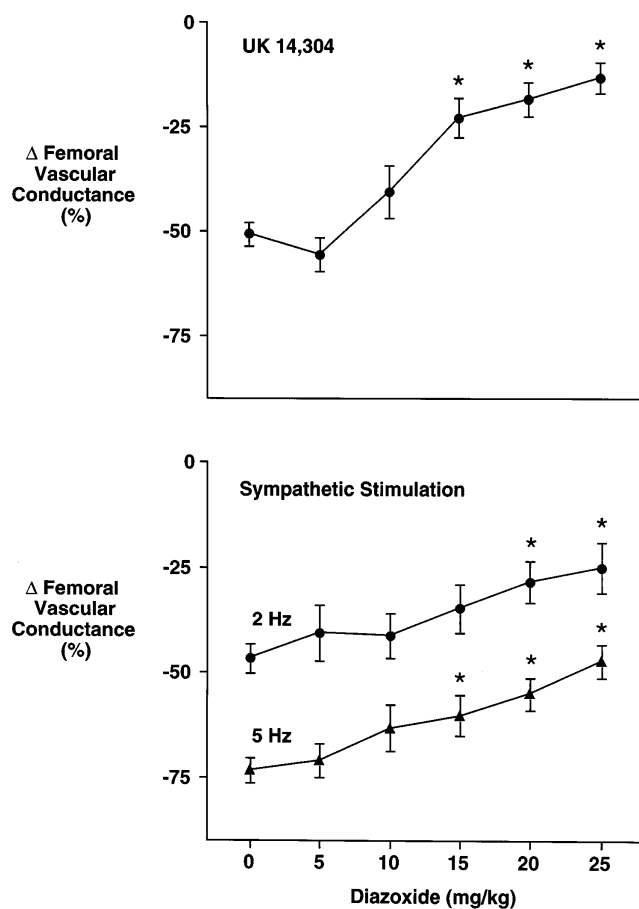 0
UK 14,304
*
*
*
-25
Δ Femoral
Vascular
Conductance
(%)
-50
-75
0
Sympathetic Stimulation
*
*
-25
Δ Femoral
Vascular
Conductance
(%)
2 Hz
*
*
*
-50
5 Hz
-75
0 5 10 15 20 25
Diazoxide (mg/kg)